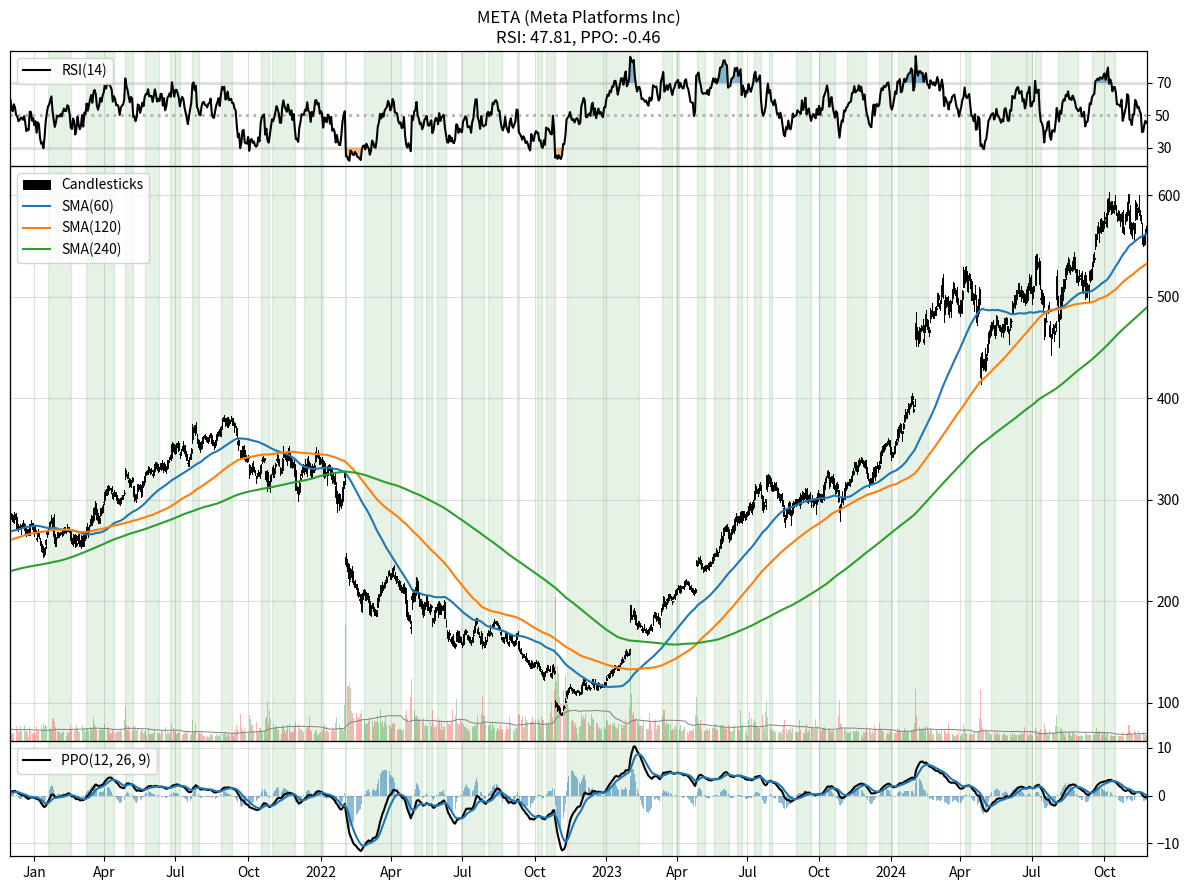 META (Meta Platforms Inc)
RSI: 47.81, PPO: -0.46
RSI(14)
70
50
30
Candlesticks
SMA(60)
SMA(120)
SMA(240)
600
500
400
300
200
100
PPO(12, 26, 9)
10
0
−10
Jan Apr Jul Oct 2022 Apr Jul Oct 2023 Apr Jul Oct 2024 Apr Jul Oct